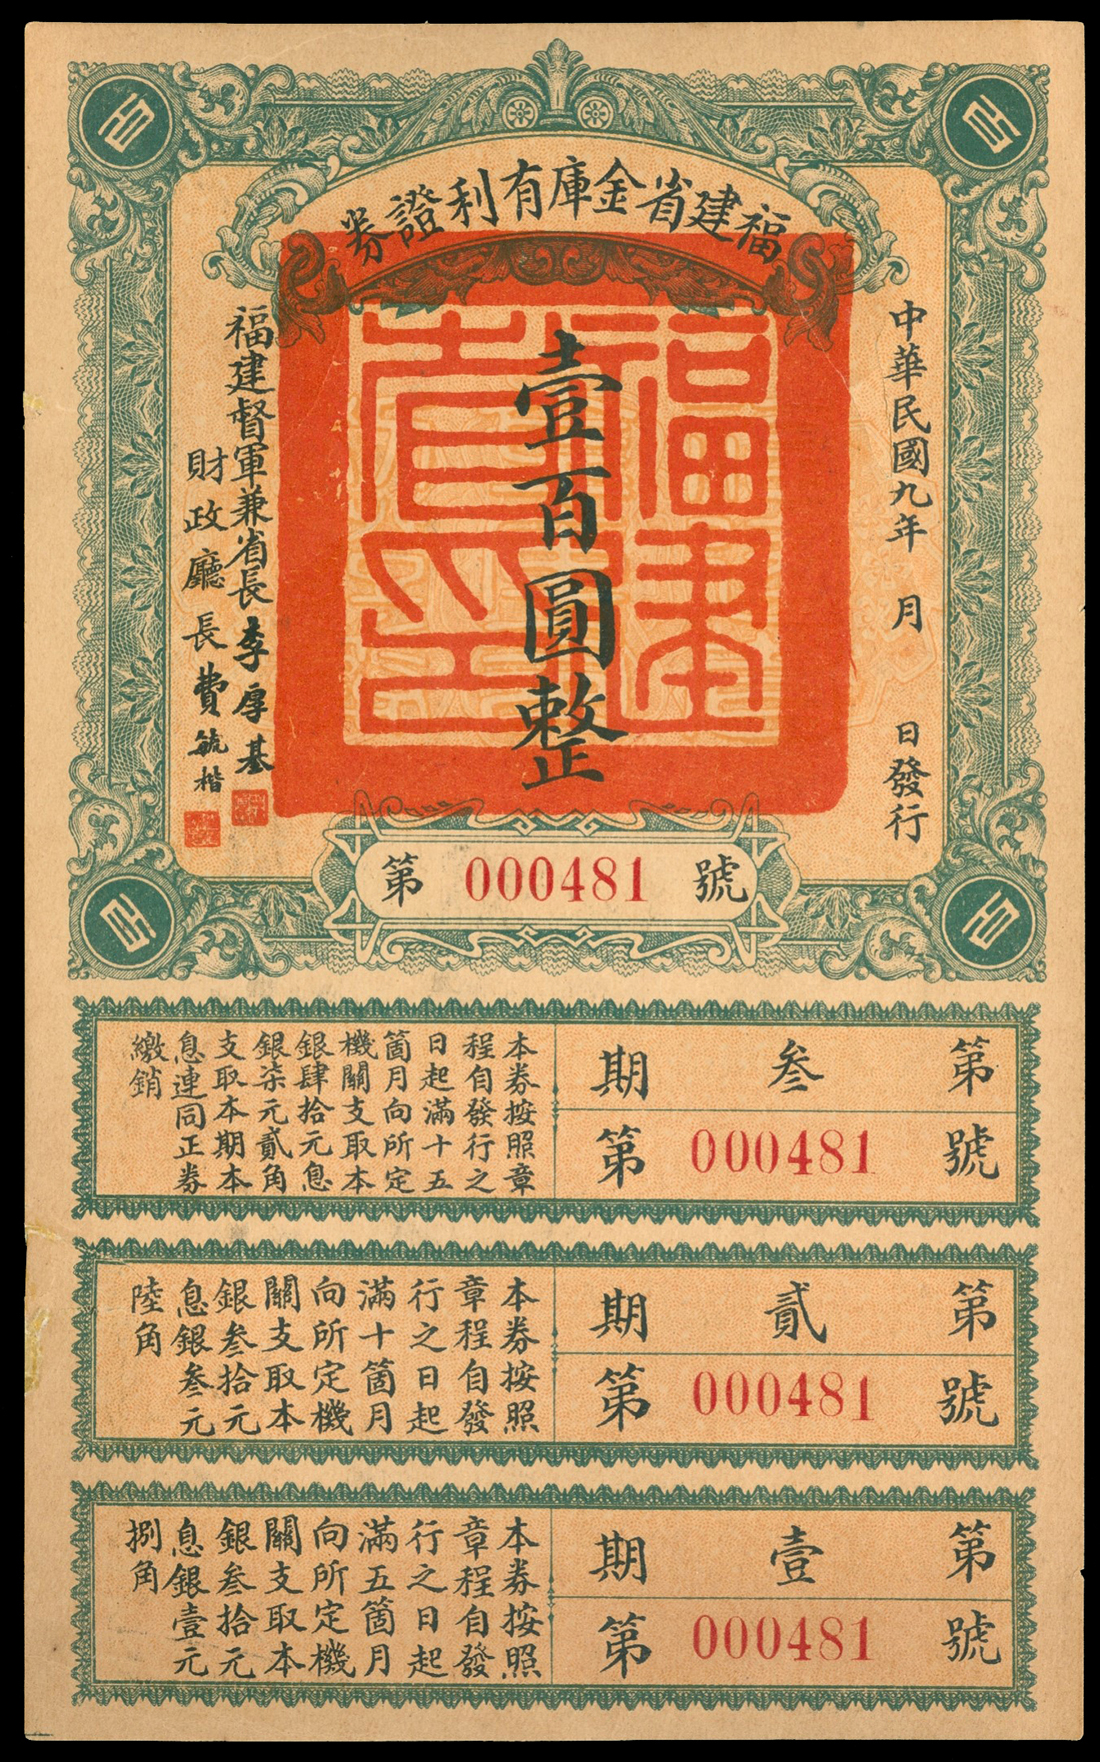 百
百
福建省金庫有利證券
中華民國九年　月　日發行
壹百圓整
福建省印
福建督軍兼省長李厚基
財政廳長費毓楷
第 000481 號
百
百
第叁期
第 000481 號
本券按照章
程自發行之
日起滿十五
箇月向所定
機關支取本
銀肆拾元息
銀柒元貳角
支取本期本
息連同正券
繳銷
第貳期
第 000481 號
本券按照
章程自發
行之日起
滿十箇月
向所定機
關支取本
銀叁拾元
息銀叁元
陸角
第壹期
第 000481 號
本券按照
章程自發
行之日起
滿五箇月
向所定機
關支取本
銀叁拾元
息銀壹元
捌角